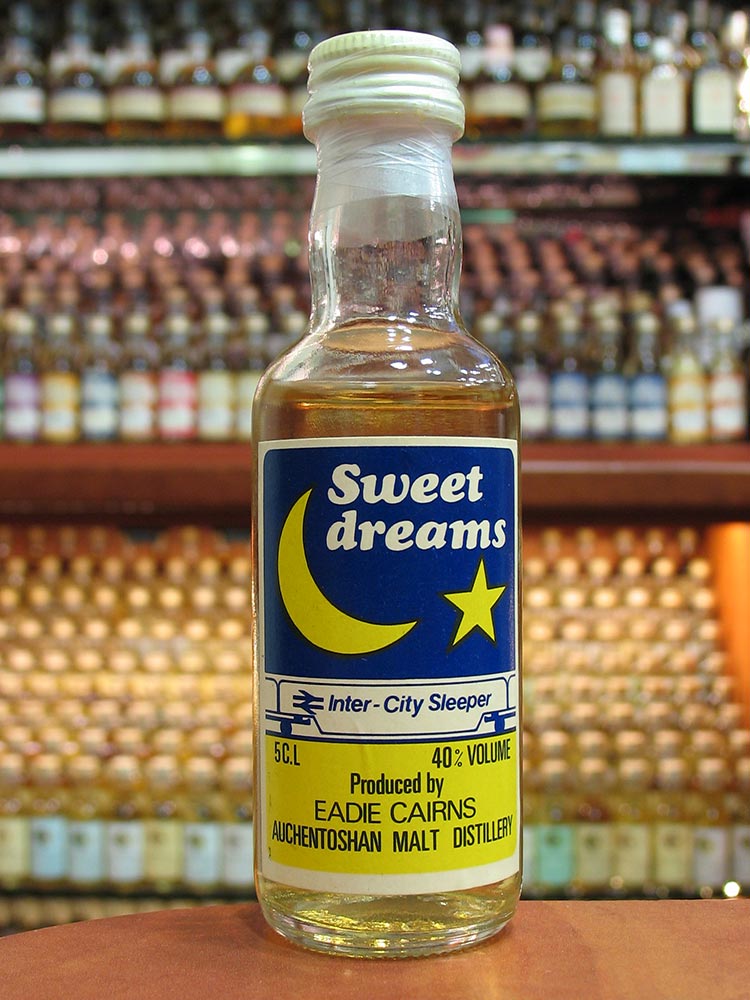 Sweet
dreams
Inter-City Sleeper
5C.L 40% VOLUME
Produced by
EADIE CAIRNS
AUCHENTOSHAN MALT DISTILLERY